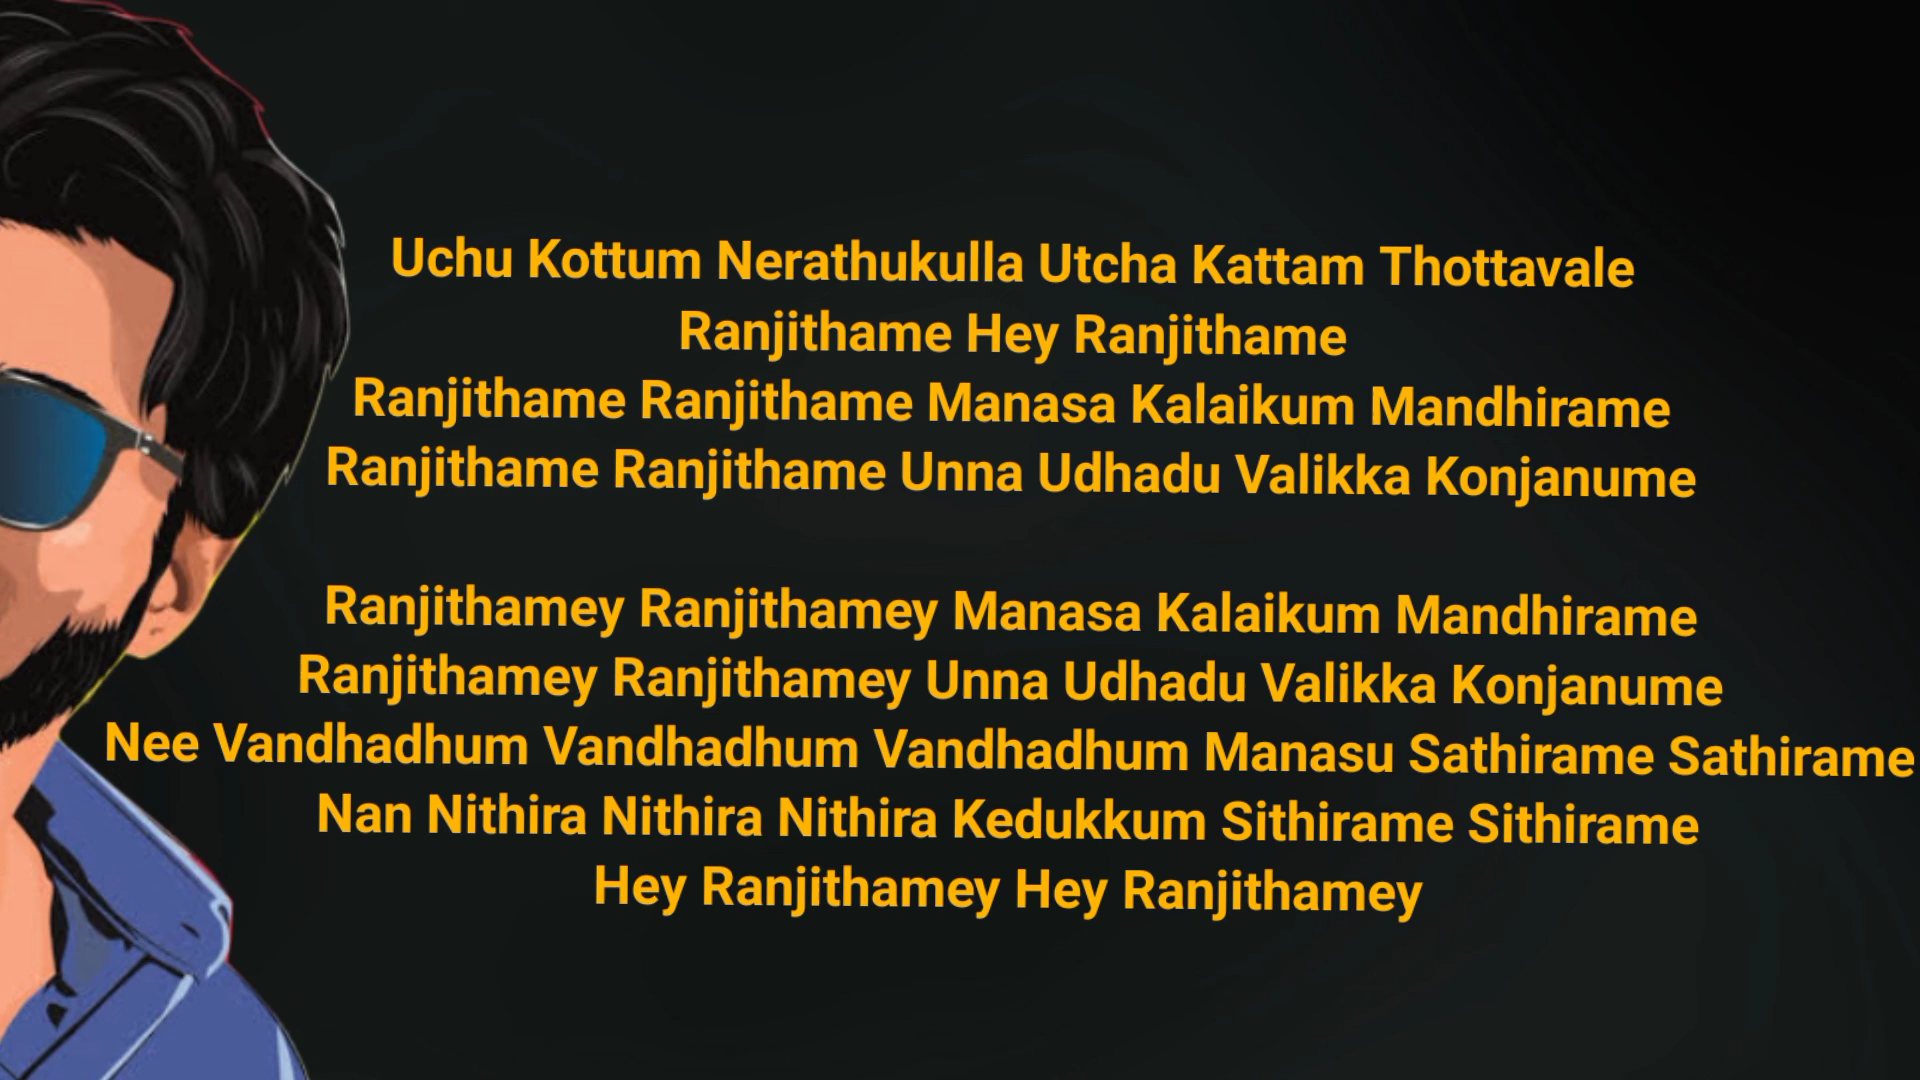 Uchu Kottum Nerathukulla Utcha Kattam Thottavale
Ranjithame Hey Ranjithame
Ranjithame Ranjithame Manasa Kalaikum Mandhirame
Ranjithame Ranjithame Unna Udhadu Valikka Konjanume
Ranjithamey Ranjithamey Manasa Kalaikum Mandhirame
Ranjithamey Ranjithamey Unna Udhadu Valikka Konjanume
Nee Vandhadhum Vandhadhum Vandhadhum Manasu Sathirame Sathirame
Nan Nithira Nithira Nithira Kedukkum Sithirame Sithirame
Hey Ranjithamey Hey Ranjithamey